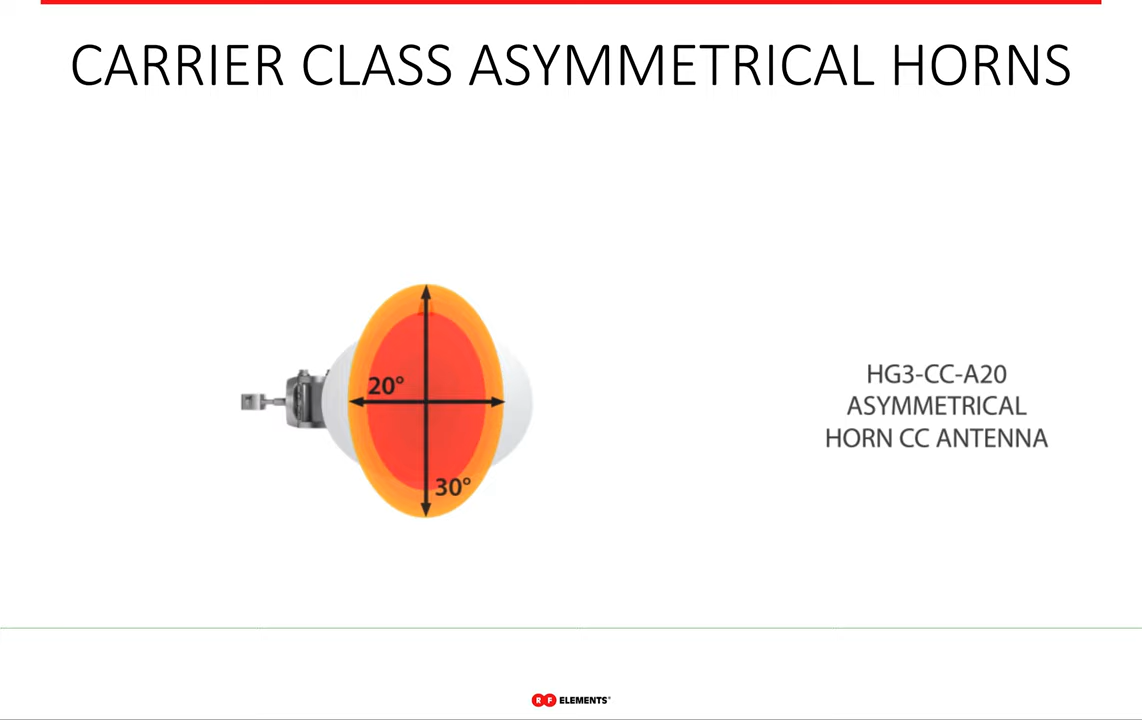 CARRIER CLASS ASYMMETRICAL HORNS
20°
30°
HG3-CC-A20
ASYMMETRICAL
HORN CC ANTENNA
RF ELEMENTS®